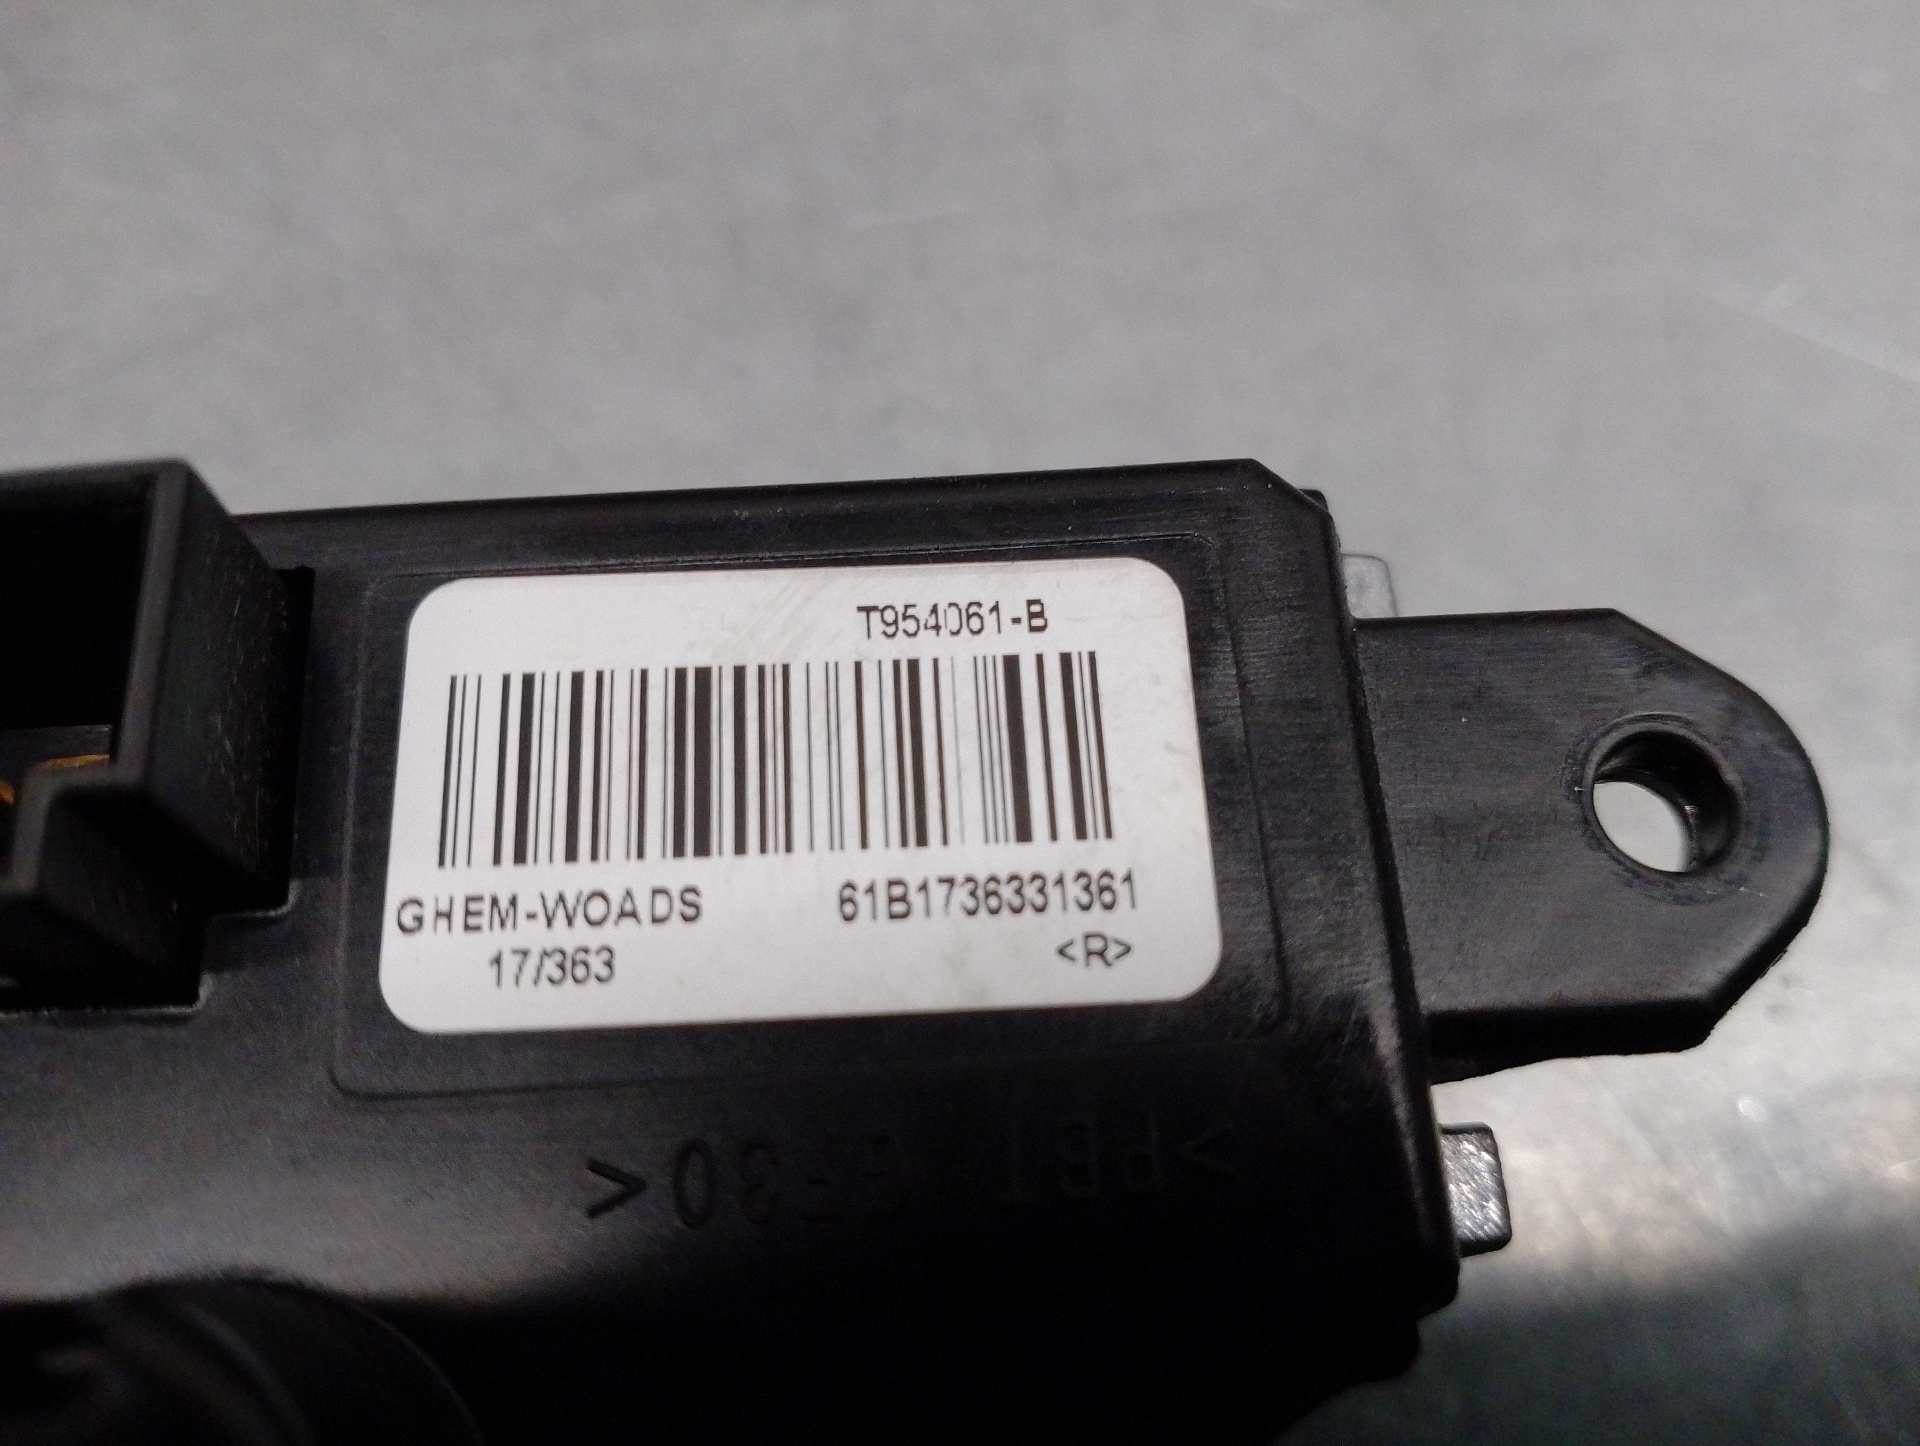 T954061-B
GHEM-WOADS 61B1736331361
17/363 <R>